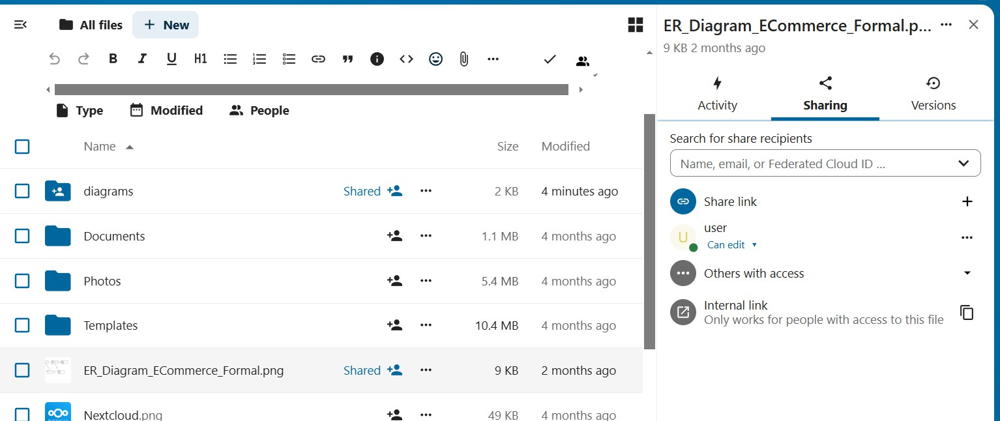 All files
+ New
B I U H1
Type Modified People
Name Size Modified
diagrams Shared 2 KB 4 minutes ago
Documents 1.1 MB 4 months ago
Photos 5.4 MB 4 months ago
Templates 10.4 MB 4 months ago
ER_Diagram_ECommerce_Formal.png Shared 9 KB 2 months ago
Nextcloud.png 49 KB 4 months ago
ER_Diagram_ECommerce_Formal.p...
9 KB 2 months ago
Activity Sharing Versions
Search for share recipients
Name, email, or Federated Cloud ID ...
Share link
U
user
Can edit
Others with access
Internal link
Only works for people with access to this file